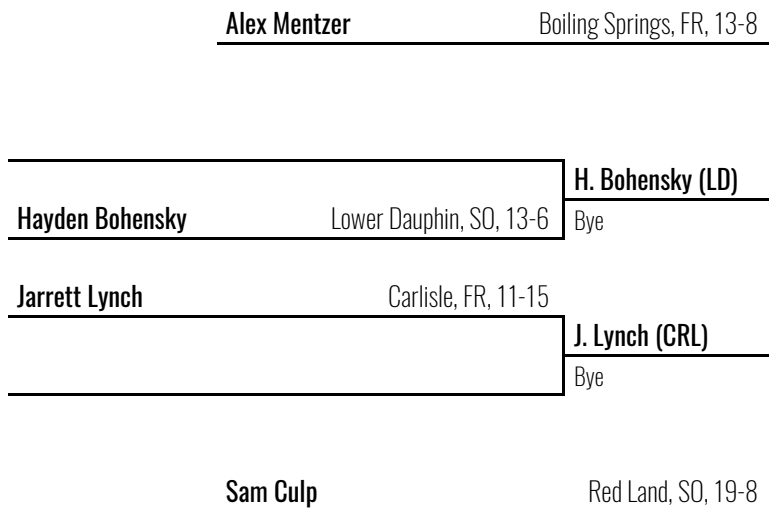 Alex Mentzer Boiling Springs, FR, 13-8
H. Bohensky (LD)
Hayden Bohensky Lower Dauphin, SO, 13-6
Bye
Jarrett Lynch Carlisle, FR, 11-15
J. Lynch (CRL)
Bye
Sam Culp Red Land, SO, 19-8